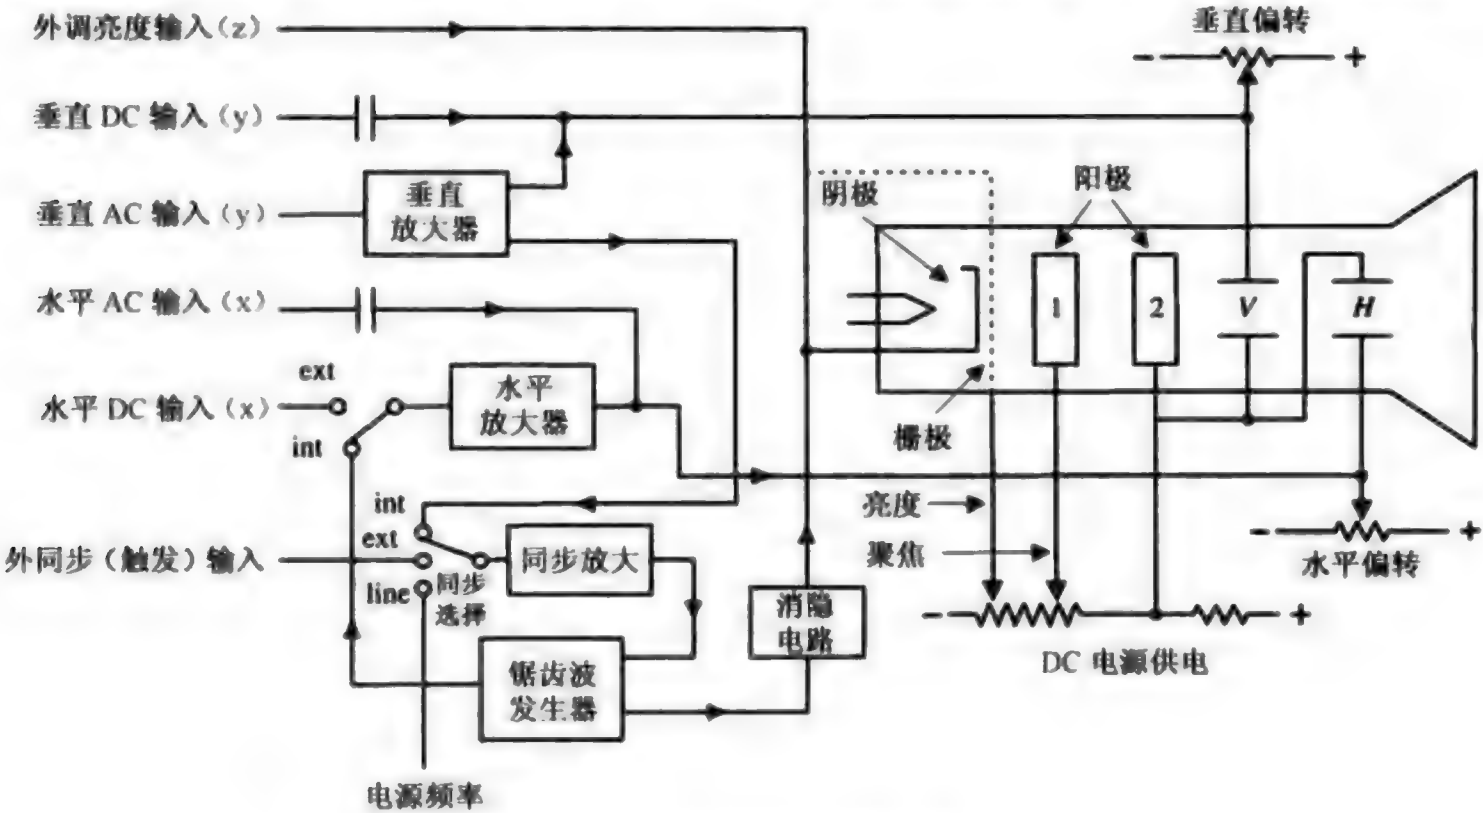 外调亮度输入(z)
垂直偏转
- +
垂直 DC 输入(y)
垂直
放大器
垂直 AC 输入(y)
阴极
阳极
水平 AC 输入(x)
1
2
V
H
ext
水平 DC 输入(x)
水平
放大器
int
栅极
int
亮度
ext
外同步(触发)输入
同步放大
- +
聚焦
水平偏转
line
同步
选择
消隐
电路
- +
DC 电源供电
锯齿波
发生器
电源频率